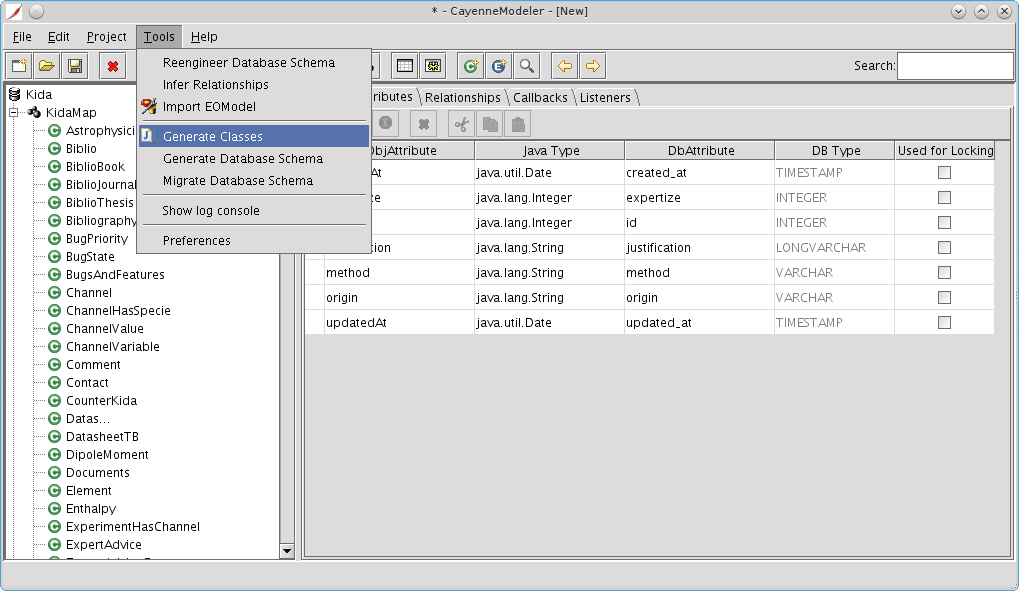 * - CayenneModeler - [New]
File Edit Project Tools Help
Search:
Reengineer Database Schema
Infer Relationships
Import EOModel
Generate Classes
Generate Database Schema
Migrate Database Schema
Show log console
Preferences
Kida
KidaMap
Astrophysici
Biblio
BiblioBook
BiblioJournal
BiblioThesis
Bibliography
BugPriority
BugState
BugsAndFeatures
Channel
ChannelHasSpecie
ChannelValue
ChannelVariable
Comment
Contact
CounterKida
Datas...
DatasheetTB
DipoleMoment
Documents
Element
Enthalpy
ExperimentHasChannel
ExpertAdvice
ributes Relationships Callbacks Listeners
ObjAttribute Java Type DbAttribute DB Type Used for Locking
At java.util.Date created_at TIMESTAMP
ze java.lang.Integer expertize INTEGER
java.lang.Integer id INTEGER
tion java.lang.String justification LONGVARCHAR
method java.lang.String method VARCHAR
origin java.lang.String origin VARCHAR
updatedAt java.util.Date updated_at TIMESTAMP